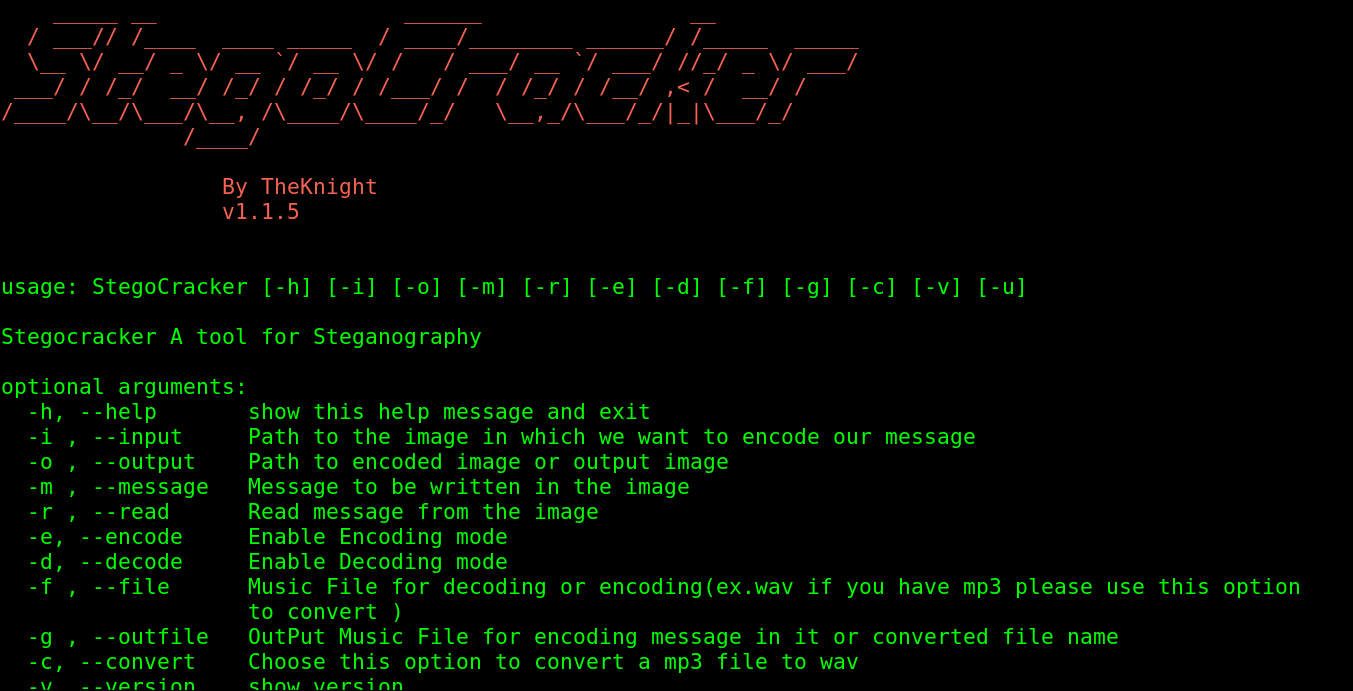 StegoCracker
By TheKnight
v1.1.5
usage: StegoCracker [-h] [-i] [-o] [-m] [-r] [-e] [-d] [-f] [-g] [-c] [-v] [-u]
Stegocracker A tool for Steganography
optional arguments:
-h, --help show this help message and exit
-i , --input Path to the image in which we want to encode our message
-o , --output Path to encoded image or output image
-m , --message Message to be written in the image
-r , --read Read message from the image
-e, --encode Enable Encoding mode
-d, --decode Enable Decoding mode
-f , --file Music File for decoding or encoding(ex.wav if you have mp3 please use this option
to convert )
-g , --outfile OutPut Music File for encoding message in it or converted file name
-c, --convert Choose this option to convert a mp3 file to wav
-v, --version show version